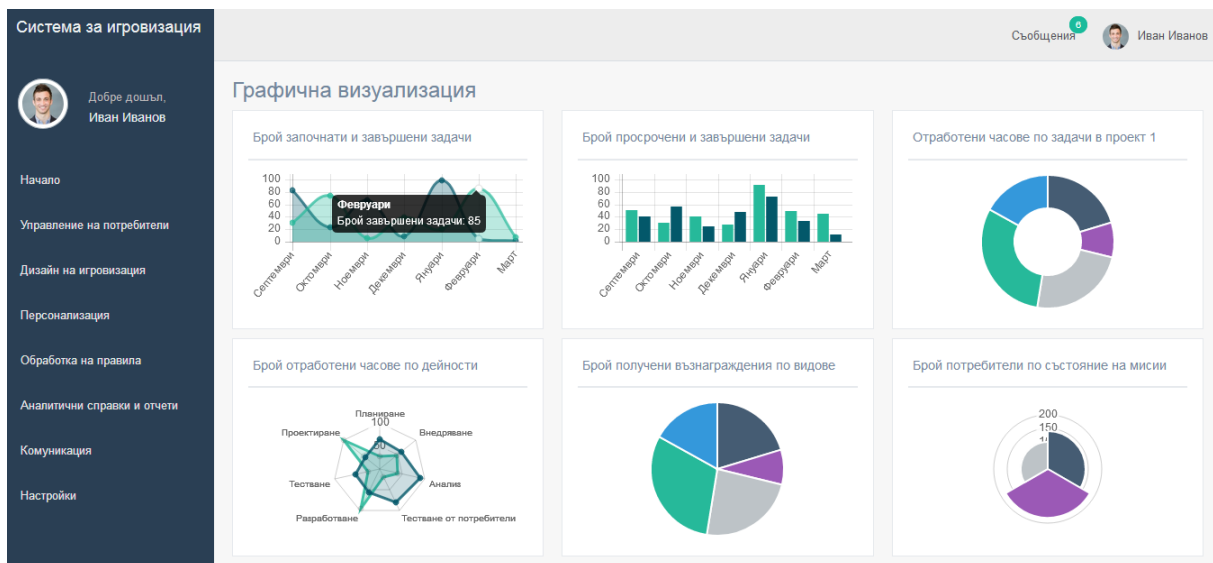 Система за игровизация
Съобщения
6
Иван Иванов
Добре дошъл,
Иван Иванов
Начало
Управление на потребители
Дизайн на игровизация
Персонализация
Обработка на правила
Аналитични справки и отчети
Комуникация
Настройки
Графична визуализация
Брой започнати и завършени задачи
100
80
60
40
20
0
Февруари
Брой завършени задачи: 85
Септември
Октомври
Ноември
Декември
Януари
Февруари
Март
Брой просрочени и завършени задачи
100
80
60
40
20
0
Септември
Октомври
Ноември
Декември
Януари
Февруари
Март
Отработени часове по задачи в проект 1
Брой отработени часове по дейности
Планиране
100
50
Проектиране
Внедряване
Тестване
Анализ
Разработване
Тестване от потребители
Брой получени възнаграждения по видове
Брой потребители по състояние на мисии
200
150